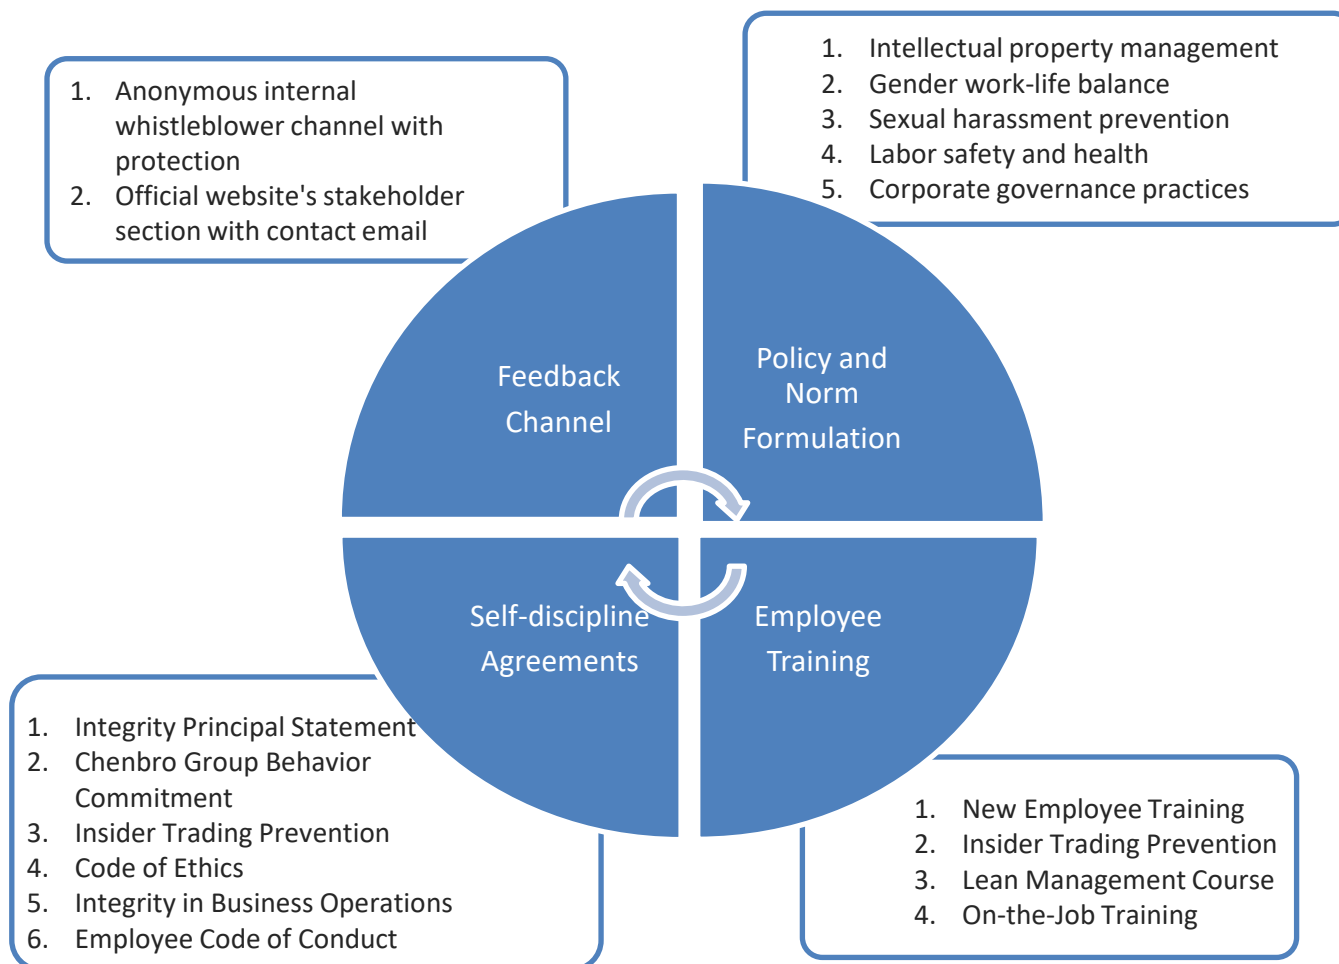 1. Anonymous internal
whistleblower channel with
protection
2. Official website's stakeholder
section with contact email
1. Intellectual property management
2. Gender work-life balance
3. Sexual harassment prevention
4. Labor safety and health
5. Corporate governance practices
Feedback
Channel
Policy and
Norm
Formulation
Self-discipline
Agreements
Employee
Training
1. Integrity Principal Statement
2. Chenbro Group Behavior
Commitment
3. Insider Trading Prevention
4. Code of Ethics
5. Integrity in Business Operations
6. Employee Code of Conduct
1. New Employee Training
2. Insider Trading Prevention
3. Lean Management Course
4. On-the-Job Training